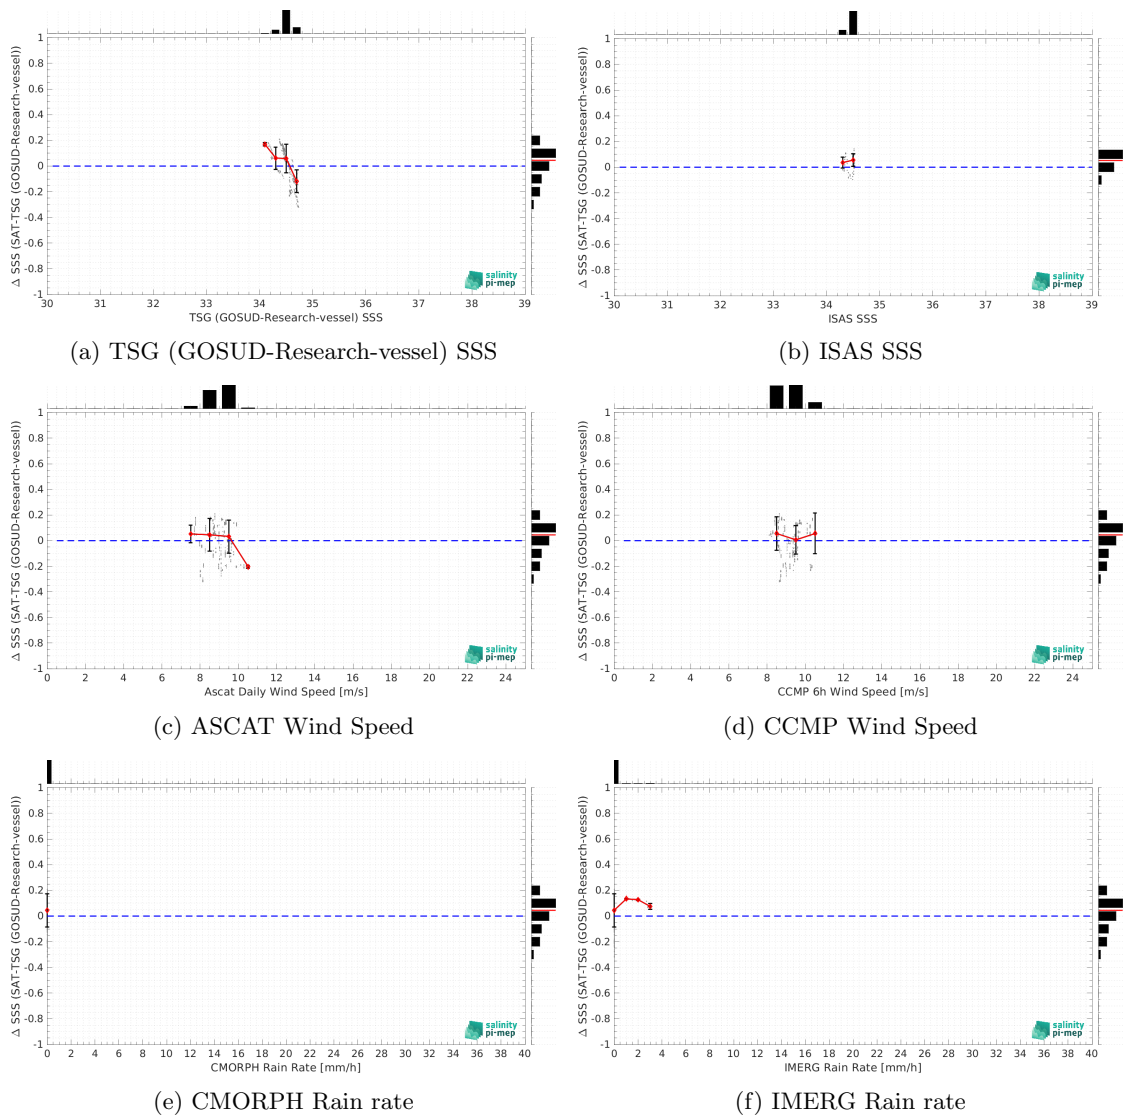 1
0.8
0.6
0.4
0.2
0
-0.2
-0.4
-0.6
-0.8
-1
Δ SSS (SAT-TSG (GOSUD-Research-vessel))
30 31 32 33 34 35 36 37 38 39
TSG (GOSUD-Research-vessel) SSS
salinity
pi-mep
(a) TSG (GOSUD-Research-vessel) SSS
1
0.8
0.6
0.4
0.2
0
-0.2
-0.4
-0.6
-0.8
-1
Δ SSS (SAT-TSG (GOSUD-Research-vessel))
30 31 32 33 34 35 36 37 38 39
ISAS SSS
salinity
pi-mep
(b) ISAS SSS
1
0.8
0.6
0.4
0.2
0
-0.2
-0.4
-0.6
-0.8
-1
Δ SSS (SAT-TSG (GOSUD-Research-vessel))
0 2 4 6 8 10 12 14 16 18 20 22 24
Ascat Daily Wind Speed [m/s]
salinity
pi-mep
(c) ASCAT Wind Speed
1
0.8
0.6
0.4
0.2
0
-0.2
-0.4
-0.6
-0.8
-1
Δ SSS (SAT-TSG (GOSUD-Research-vessel))
0 2 4 6 8 10 12 14 16 18 20 22 24
CCMP 6h Wind Speed [m/s]
salinity
pi-mep
(d) CCMP Wind Speed
1
0.8
0.6
0.4
0.2
0
-0.2
-0.4
-0.6
-0.8
-1
Δ SSS (SAT-TSG (GOSUD-Research-vessel))
0 2 4 6 8 10 12 14 16 18 20 22 24 26 28 30 32 34 36 38 40
CMORPH Rain Rate [mm/h]
salinity
pi-mep
(e) CMORPH Rain rate
1
0.8
0.6
0.4
0.2
0
-0.2
-0.4
-0.6
-0.8
-1
Δ SSS (SAT-TSG (GOSUD-Research-vessel))
0 2 4 6 8 10 12 14 16 18 20 22 24 26 28 30 32 34 36 38 40
IMERG Rain Rate [mm/h]
salinity
pi-mep
(f) IMERG Rain rate